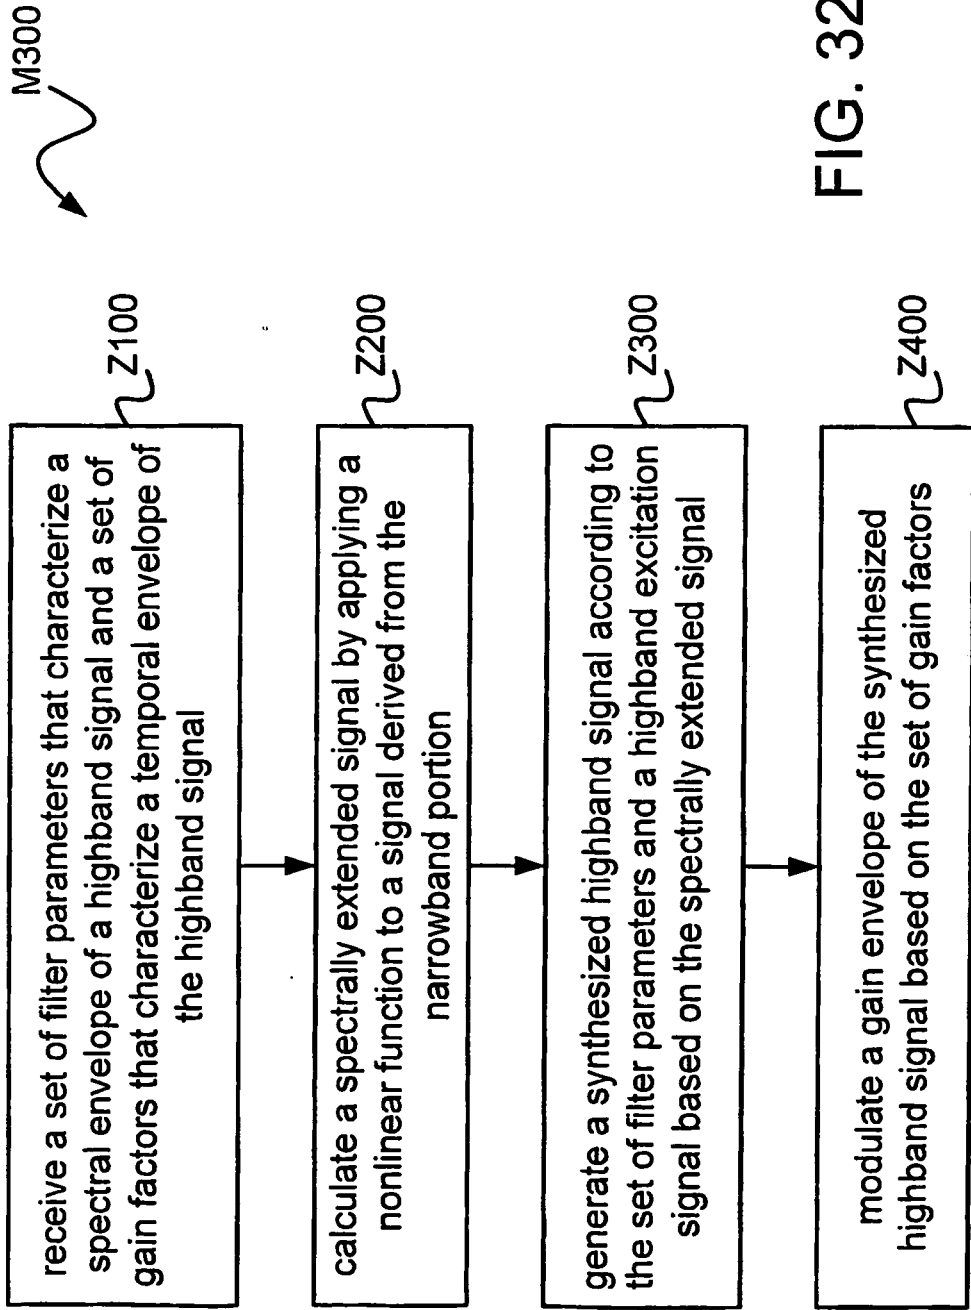 M300
receive a set of filter parameters that characterize a
spectral envelope of a highband signal and a set of
gain factors that characterize a temporal envelope of
the highband signal
Z100
calculate a spectrally extended signal by applying a
nonlinear function to a signal derived from the
narrowband portion
Z200
generate a synthesized highband signal according to
the set of filter parameters and a highband excitation
signal based on the spectrally extended signal
Z300
modulate a gain envelope of the synthesized
highband signal based on the set of gain factors
Z400
FIG. 32